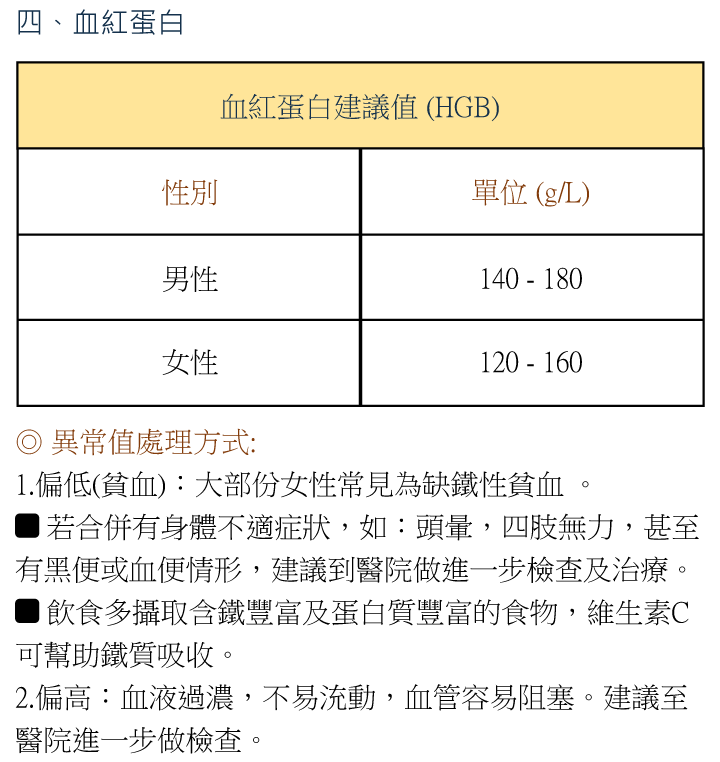 四、血紅蛋白
血紅蛋白建議值 (HGB)
性別 單位 (g/L)
男性 140 - 180
女性 120 - 160
◎ 異常值處理方式:
1.偏低(貧血)：大部份女性常見為缺鐵性貧血 。
■ 若合併有身體不適症狀，如：頭暈，四肢無力，甚至
有黑便或血便情形，建議到醫院做進一步檢查及治療。
■ 飲食多攝取含鐵豐富及蛋白質豐富的食物，維生素C
可幫助鐵質吸收。
2.偏高：血液過濃，不易流動，血管容易阻塞。建議至
醫院進一步做檢查。